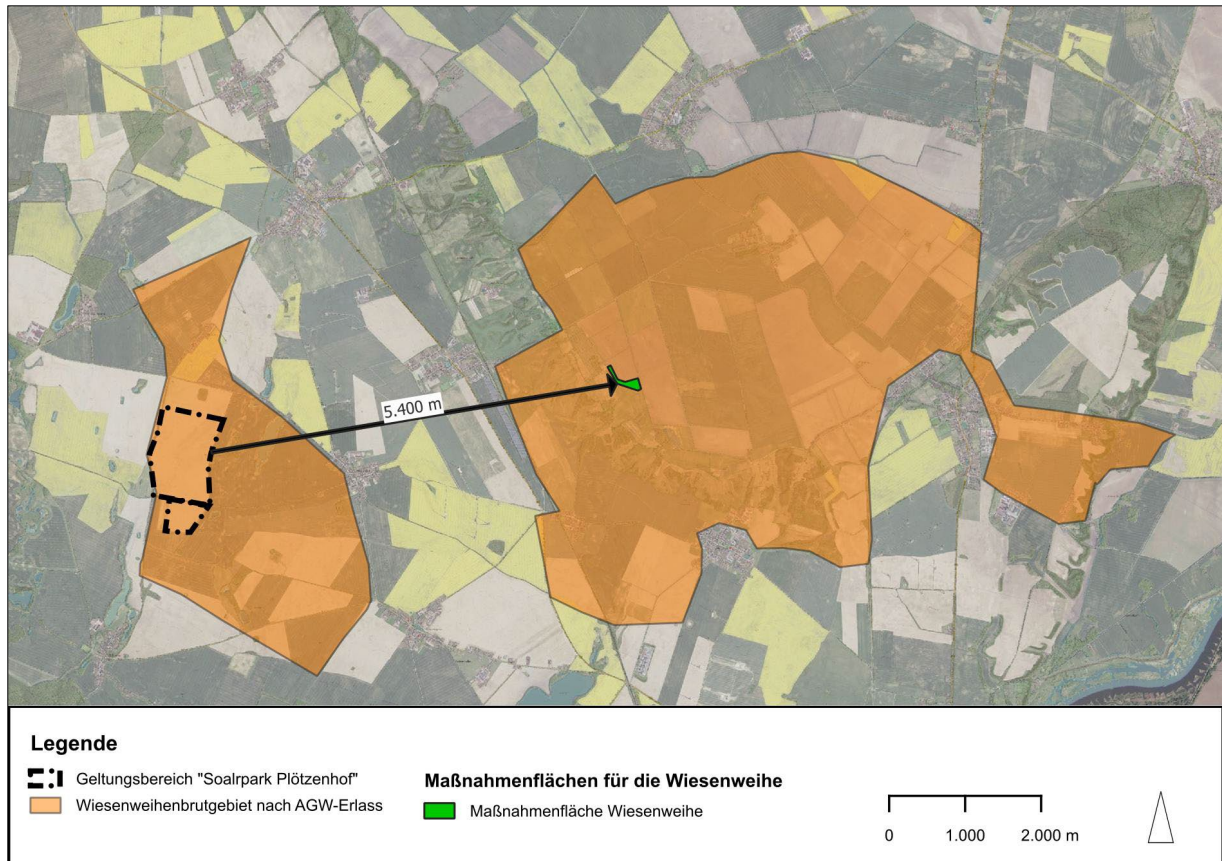 5.400 m
Legende
Geltungsbereich "Soalrpark Plötzenhof"
Wiesenweihenbrutgebiet nach AGW-Erlass
Maßnahmenflächen für die Wiesenweihe
Maßnahmenfläche Wiesenweihe
0 1.000 2.000 m